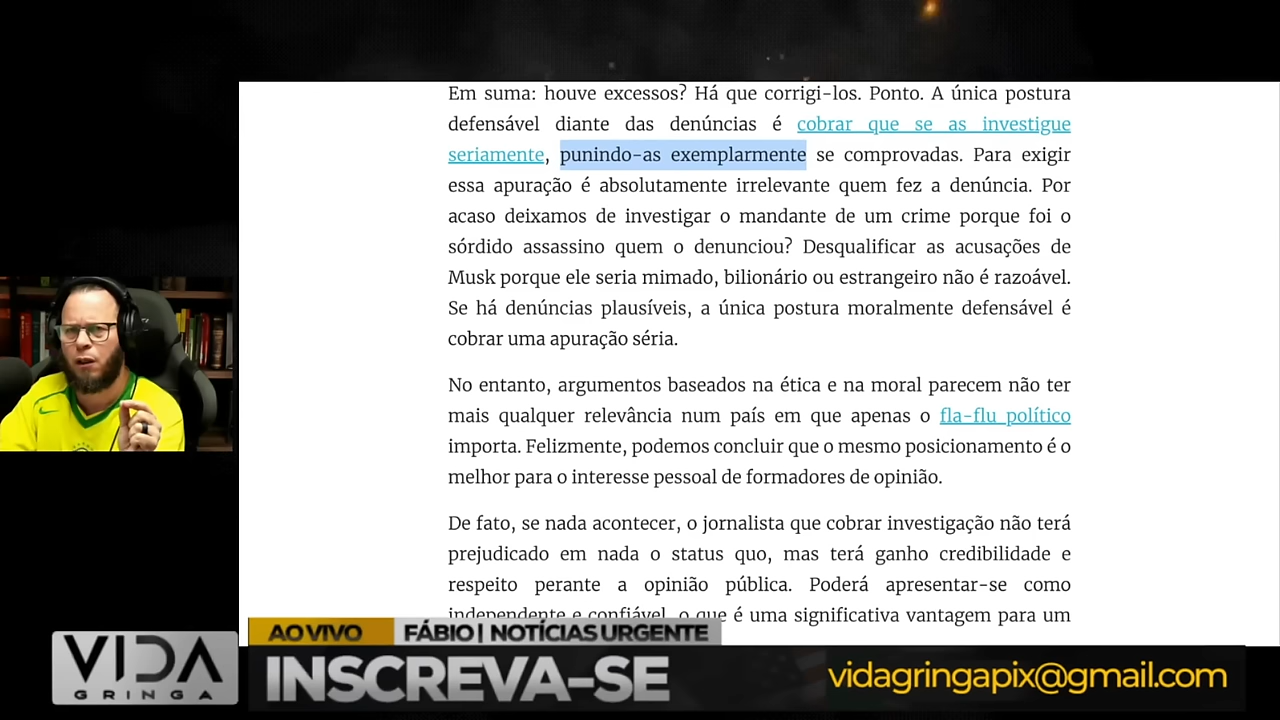 Em suma: houve excessos? Há que corrigi-los. Ponto. A única postura
defensável diante das denúncias é cobrar que se as investigue
seriamente, punindo-as exemplarmente se comprovadas. Para exigir
essa apuração é absolutamente irrelevante quem fez a denúncia. Por
acaso deixamos de investigar o mandante de um crime porque foi o
sórdido assassino quem o denunciou? Desqualificar as acusações de
Musk porque ele seria mimado, bilionário ou estrangeiro não é razoável.
Se há denúncias plausíveis, a única postura moralmente defensável é
cobrar uma apuração séria.
No entanto, argumentos baseados na ética e na moral parecem não ter
mais qualquer relevância num país em que apenas o fla-flu político
importa. Felizmente, podemos concluir que o mesmo posicionamento é o
melhor para o interesse pessoal de formadores de opinião.
De fato, se nada acontecer, o jornalista que cobrar investigação não terá
prejudicado em nada o status quo, mas terá ganho credibilidade e
respeito perante a opinião pública. Poderá apresentar-se como
independente e confiável, o que é uma significativa vantagem para um
AO VIVO FÁBIO | NOTÍCIAS URGENTE
VIDA
GRINGA
INSCREVA-SE
vidagringapix@gmail.com